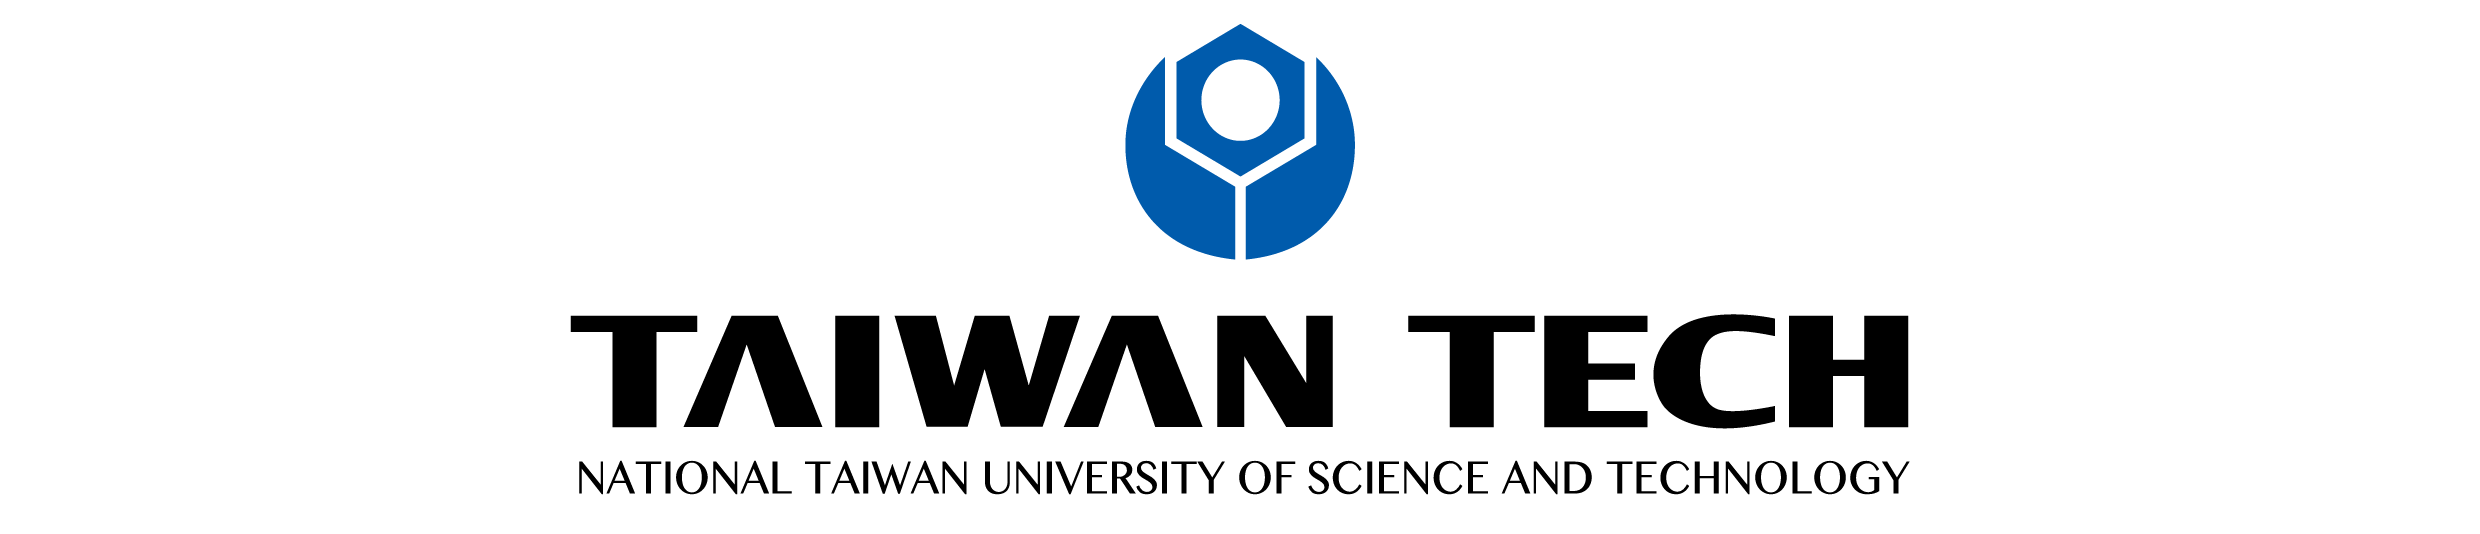 TAIWAN TECH
NATIONAL TAIWAN UNIVERSITY OF SCIENCE AND TECHNOLOGY